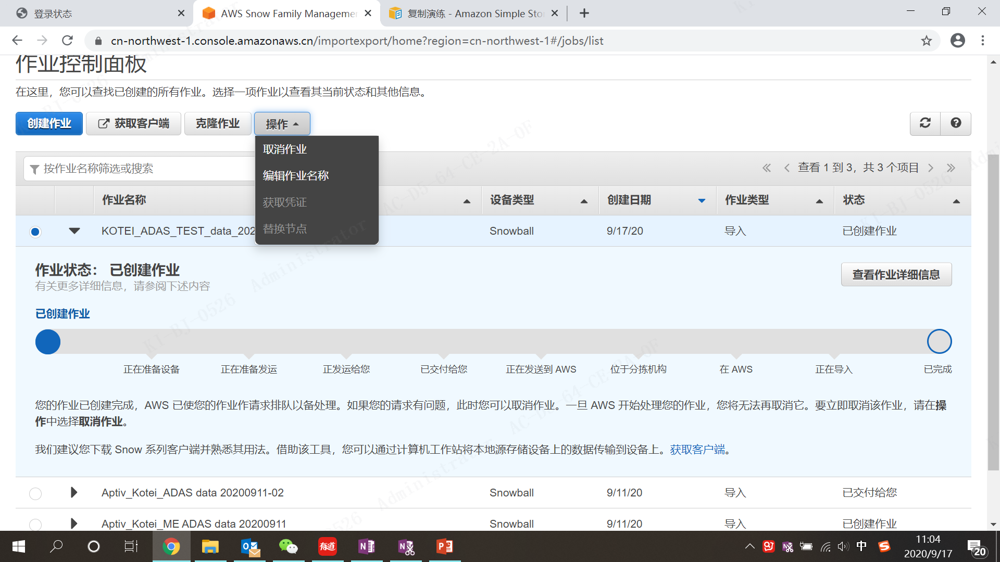 登录状态
AWS Snow Family Managemer
复制演练 - Amazon Simple Sto
cn-northwest-1.console.amazonaws.cn/importexport/home?region=cn-northwest-1#/jobs/list
作业控制面板
在这里，您可以查找已创建的所有作业。选择一项作业以查看其当前状态和其他信息。
创建作业
获取客户端
克隆作业
操作
取消作业
编辑作业名称
获取凭证
替换节点
按作业名称筛选或搜索
查看 1 到 3，共 3 个项目
作业名称
设备类型
创建日期
作业类型
状态
KOTEI_ADAS_TEST_data_202
Snowball
9/17/20
导入
已创建作业
作业状态： 已创建作业
有关更多详细信息，请参阅下述内容
查看作业详细信息
已创建作业
正在准备设备
正在准备发运
正发运给您
已交付给您
正在发送到 AWS
位于分拣机构
在 AWS
正在导入
已完成
您的作业已创建完成，AWS 已使您的作业作请求排队以备处理。如果您的请求有问题，此时您可以取消作业。一旦 AWS 开始处理您的作业，您将无法再取消它。要立即取消该作业，请在操
作中选择取消作业。
我们建议您下载 Snow 系列客户端并熟悉其用法。借助该工具，您可以通过计算机工作站将本地源存储设备上的数据传输到设备上。获取客户端。
Aptiv_Kotei_ADAS data 20200911-02
Snowball
9/11/20
导入
已交付给您
Aptiv_Kotei_ME ADAS data 20200911
Snowball
9/11/20
导入
已创建作业
有道
中
11:04
2020/9/17
20
Ki-BJ-0526
Administrator
AC-D5-64-CE-2A-0F